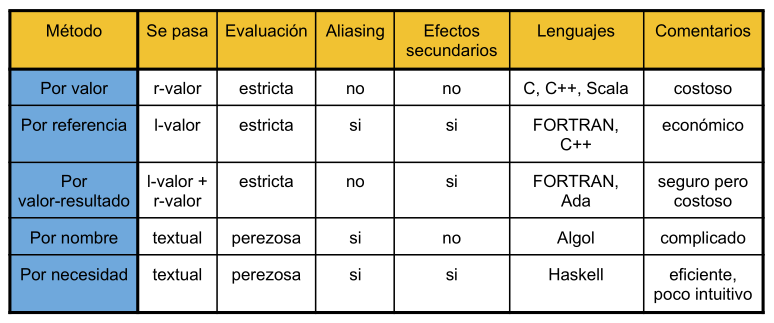 Método Se pasa Evaluación Aliasing Efectos secundarios Lenguajes Comentarios
Por valor r-valor estricta no no C, C++, Scala costoso
Por referencia l-valor estricta si si FORTRAN, C++ económico
Por valor-resultado l-valor + r-valor estricta no si FORTRAN, Ada seguro pero costoso
Por nombre textual perezosa si no Algol complicado
Por necesidad textual perezosa si si Haskell eficiente, poco intuitivo